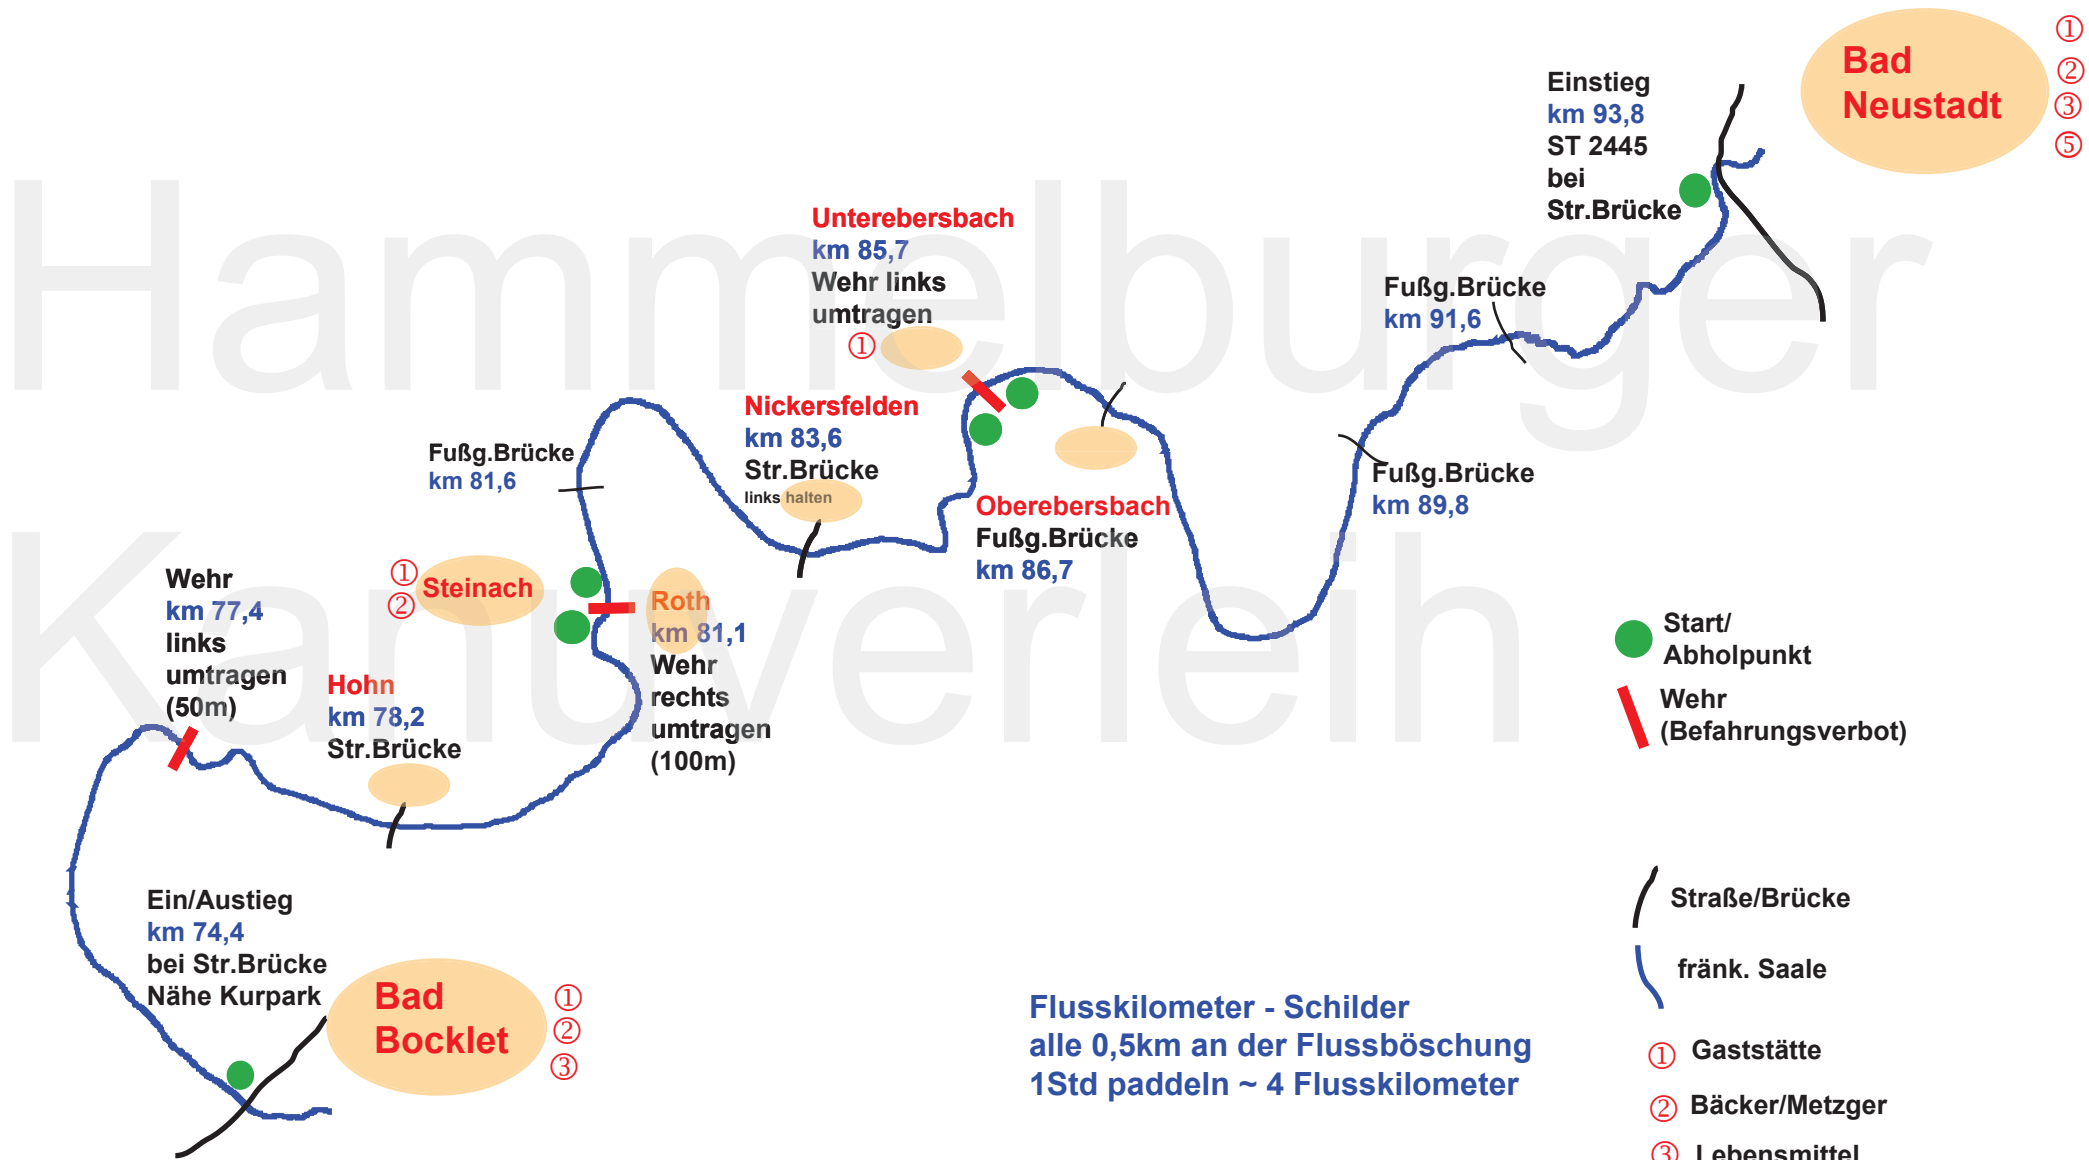 Hammelburger
Kanuverleih
Bad
Neustadt
①
②
③
⑤
Einstieg
km 93,8
ST 2445
bei
Str.Brücke
Unterebersbach
km 85,7
Wehr links
umtragen
①
Fußg.Brücke
km 91,6
Nickersfelden
km 83,6
Str.Brücke
links halten
Fußg.Brücke
km 81,6
Fußg.Brücke
km 89,8
Oberebersbach
Fußg.Brücke
km 86,7
①
②
Steinach
Roth
km 81,1
Wehr
rechts
umtragen
(100m)
Wehr
km 77,4
links
umtragen
(50m)
Hohn
km 78,2
Str.Brücke
Ein/Austieg
km 74,4
bei Str.Brücke
Nähe Kurpark
Bad
Bocklet
①
②
③
Flusskilometer - Schilder
alle 0,5km an der Flussböschung
1Std paddeln ~ 4 Flusskilometer
Start/
Abholpunkt
Wehr
(Befahrungsverbot)
Straße/Brücke
fränk. Saale
① Gaststätte
② Bäcker/Metzger
③ Lebensmittel